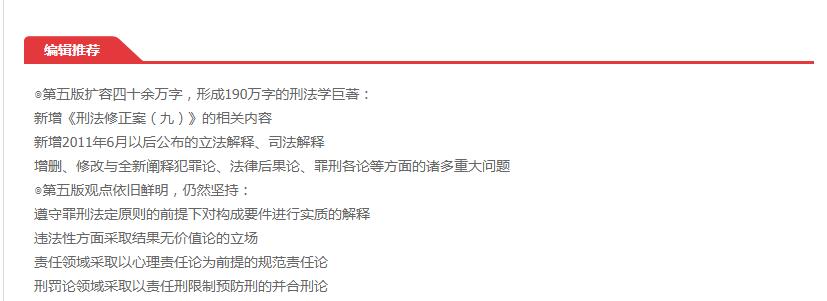 编辑推荐
⊙第五版扩容四十余万字，形成190万字的刑法学巨著：
新增《刑法修正案（九）》的相关内容
新增2011年6月以后公布的立法解释、司法解释
增删、修改与全新阐释犯罪论、法律后果论、罪刑各论等方面的诸多重大问题
⊙第五版观点依旧鲜明，仍然坚持：
遵守罪刑法定原则的前提下对构成要件进行实质的解释
违法性方面采取结果无价值论的立场
责任领域采取以心理责任论为前提的规范责任论
刑罚论领域采取以责任刑限制预防刑的并合刑论